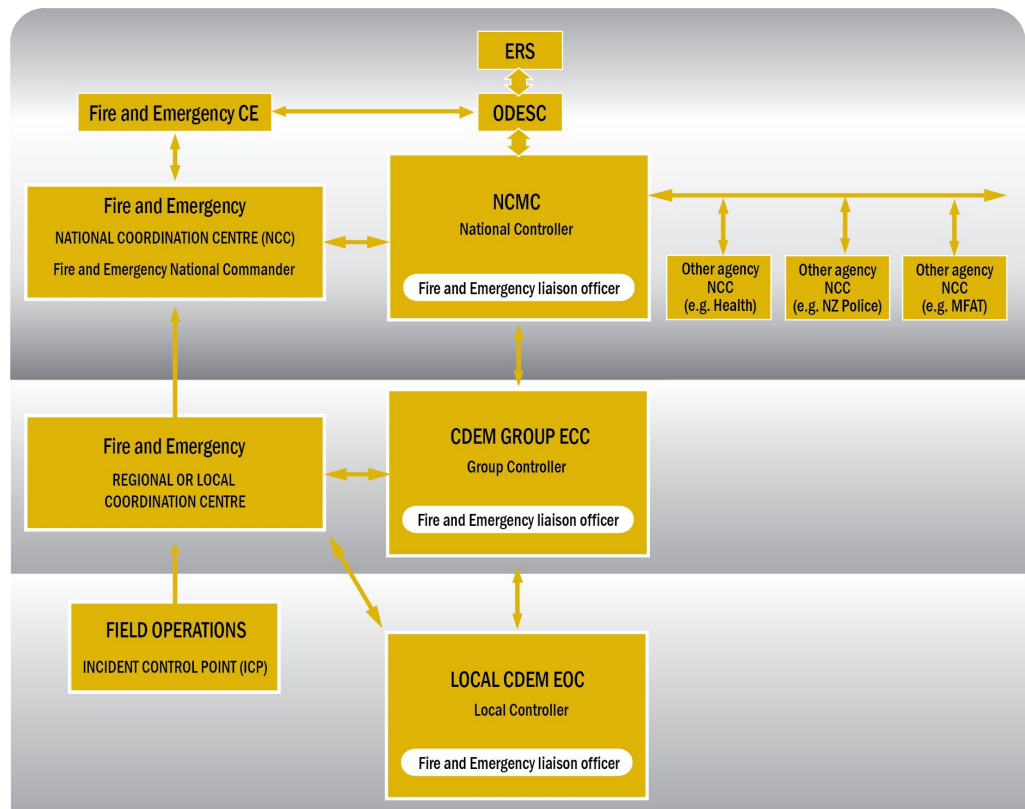 ERS
Fire and Emergency CE
ODESC
Fire and Emergency
NATIONAL COORDINATION CENTRE (NCC)
Fire and Emergency National Commander
NCMC
National Controller
Fire and Emergency liaison officer
Other agency
NCC
(e.g. Health)
Other agency
NCC
(e.g. NZ Police)
Other agency
NCC
(e.g. MFAT)
Fire and Emergency
REGIONAL OR LOCAL
COORDINATION CENTRE
CDEM GROUP ECC
Group Controller
Fire and Emergency liaison officer
FIELD OPERATIONS
INCIDENT CONTROL POINT (ICP)
LOCAL CDEM EOC
Local Controller
Fire and Emergency liaison officer